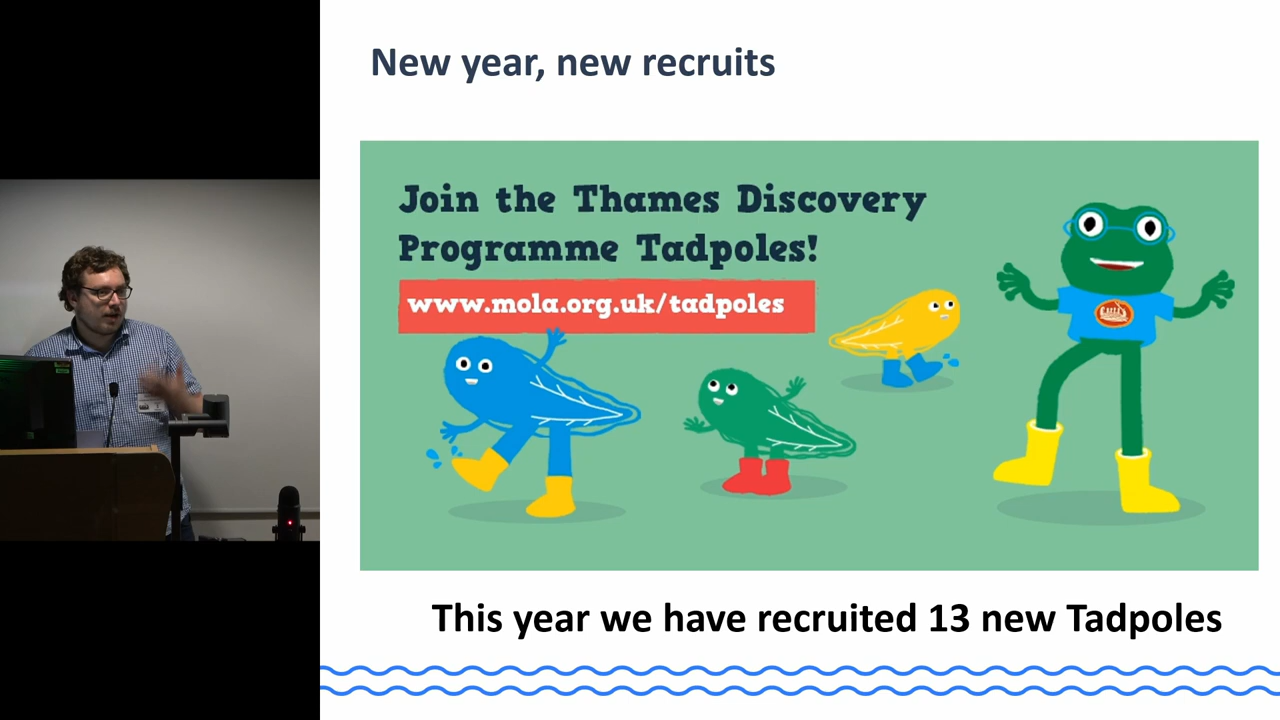 New year, new recruits
Join the Thames Discovery
Programme Tadpoles!
www.mola.org.uk/tadpoles
This year we have recruited 13 new Tadpoles